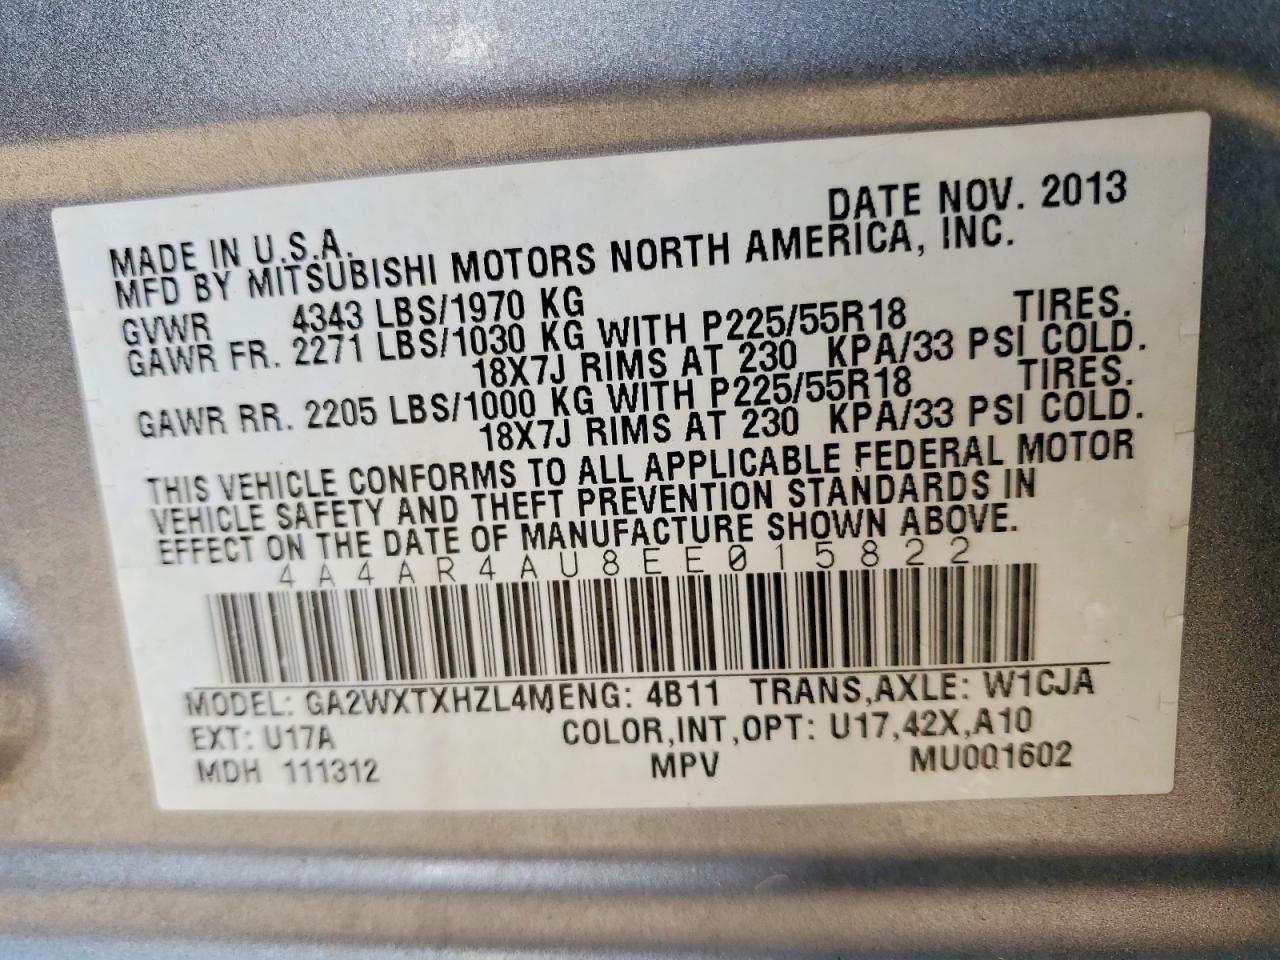 DATE NOV. 2013
MADE IN U.S.A.
MFD BY MITSUBISHI MOTORS NORTH AMERICA, INC.
GVWR 4343 LBS/1970 KG
GAWR FR. 2271 LBS/1030 KG WITH P225/55R18 TIRES.
18X7J RIMS AT 230 KPA/33 PSI COLD.
GAWR RR. 2205 LBS/1000 KG WITH P225/55R18 TIRES.
18X7J RIMS AT 230 KPA/33 PSI COLD.
THIS VEHICLE CONFORMS TO ALL APPLICABLE FEDERAL MOTOR
VEHICLE SAFETY AND THEFT PREVENTION STANDARDS IN
EFFECT ON THE DATE OF MANUFACTURE SHOWN ABOVE.
4A4AR4AU8EE015822
MODEL: GA2WXTXHZL4M ENG: 4B11 TRANS,AXLE: W1CJA
EXT: U17A COLOR,INT,OPT: U17,42X,A10
MDH 111312 MPV MU001602